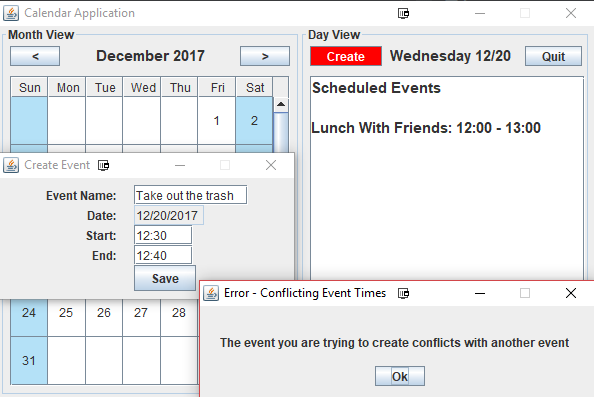 Calendar Application
Month View
< December 2017 >
Sun Mon Tue Wed Thu Fri Sat
1 2
Day View
Create Wednesday 12/20 Quit
Scheduled Events
Lunch With Friends: 12:00 - 13:00
Create Event
Event Name: Take out the trash
Date: 12/20/2017
Start: 12:30
End: 12:40
Save
24 25 26 27 28
31
Error - Conflicting Event Times
The event you are trying to create conflicts with another event
Ok